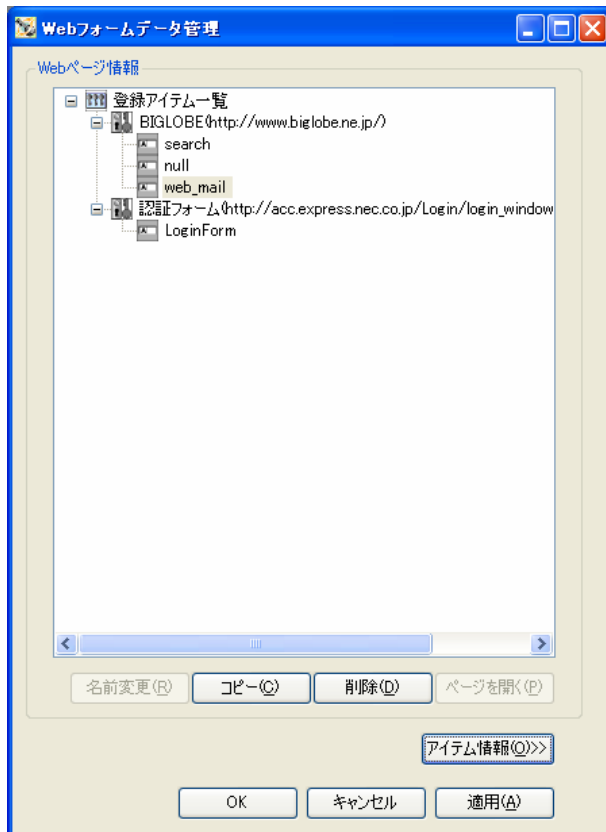 Webフォームデータ管理
Webページ情報
登録アイテム一覧
BIGLOBE(http://www.biglobe.ne.jp/)
search
null
web_mail
認証フォーム(http://acc.express.nec.co.jp/Login/login_window
LoginForm
名前変更(R) コピー(C) 削除(D) ページを開く(P)
アイテム情報(O)>>
OK キャンセル 適用(A)